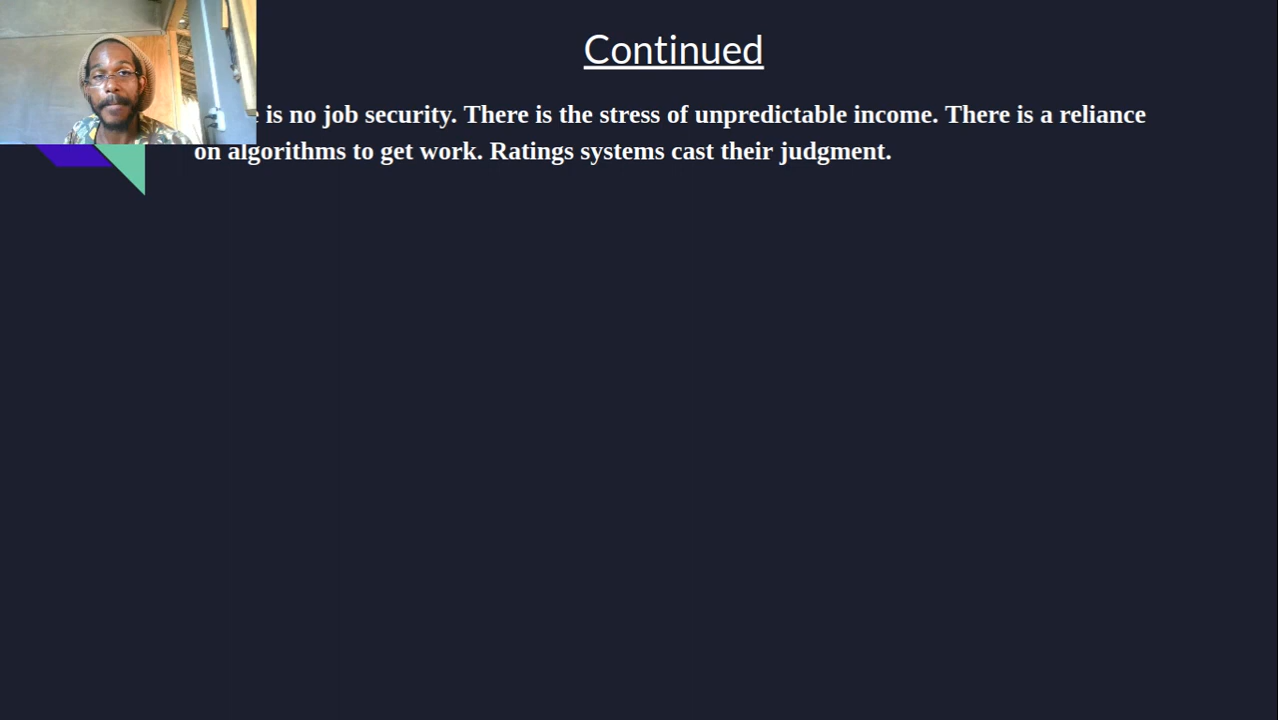 Continued
is no job security. There is the stress of unpredictable income. There is a reliance
on algorithms to get work. Ratings systems cast their judgment.